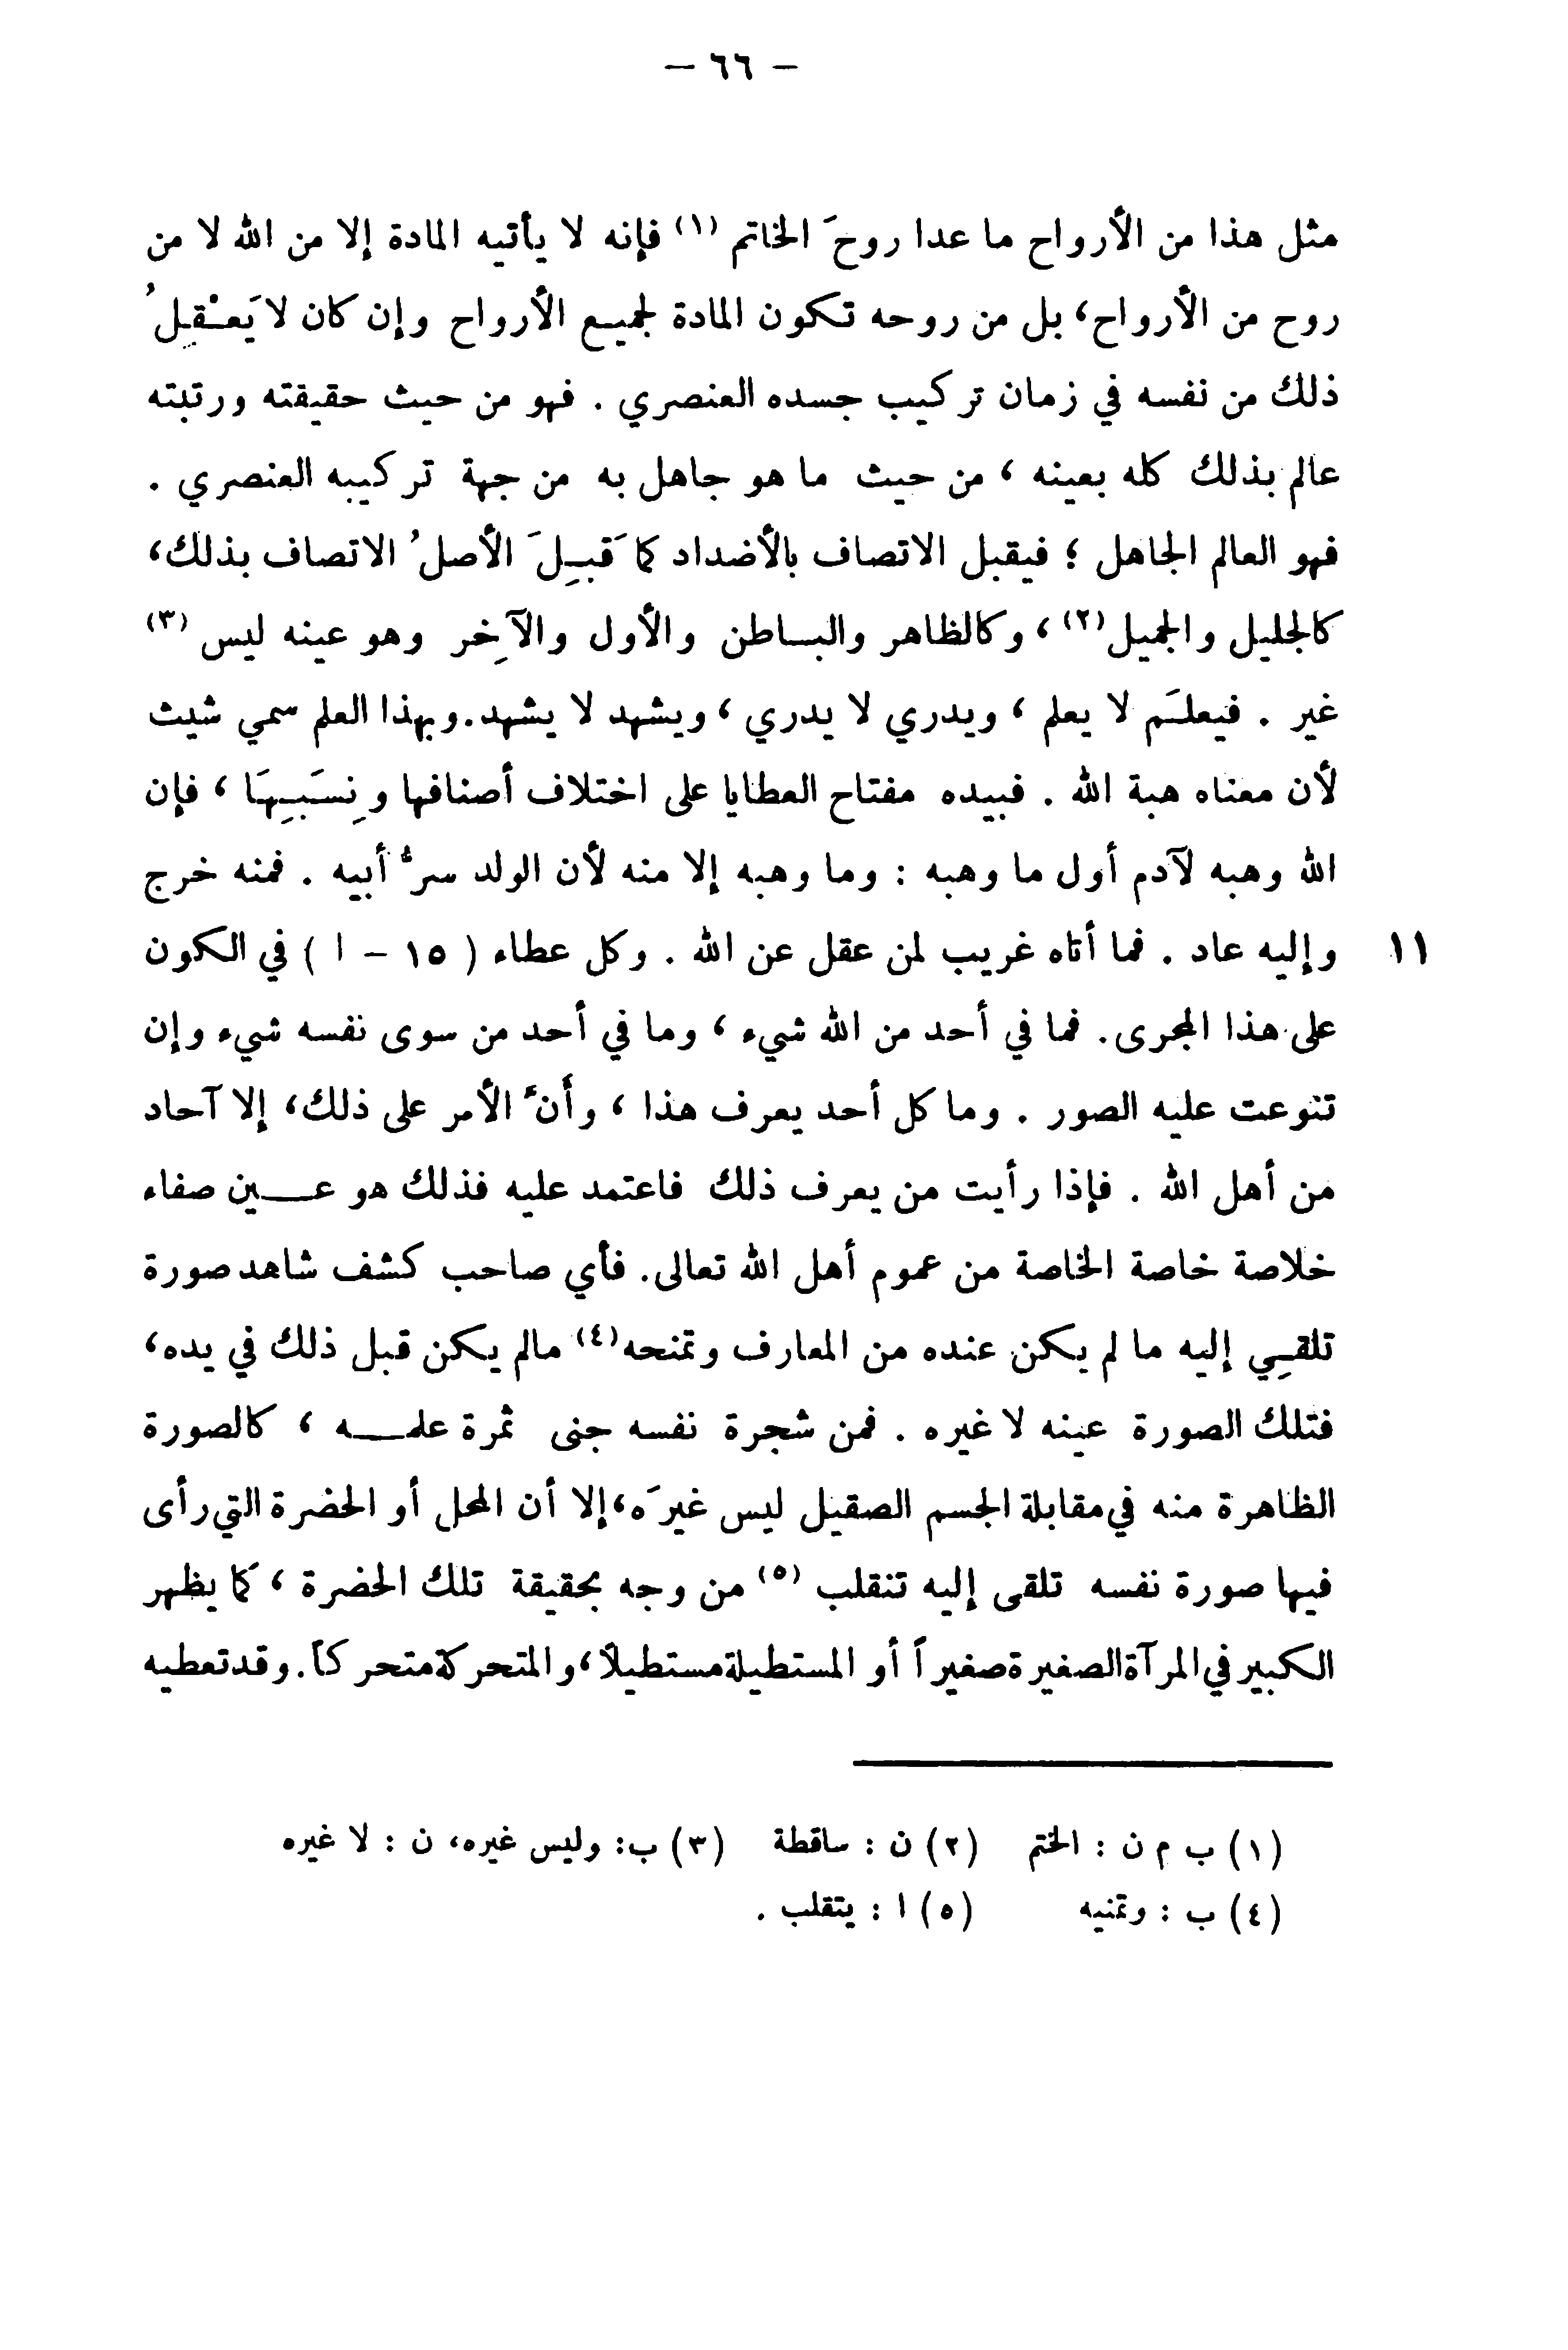 — ٦٦ —
مثل هذا من الأرواح ما عدا روحَ الخاتم (١) فإنه لا يأتيه المادة إلا من الله لا من
روح من الأرواح، بل من روحه تكون المادة لجميع الأرواح وإن كان لا يَعْقِلُ
ذلك من نفسه في زمان تركيب جسده العنصري . فهو من حيث حقيقته ورتبته
عالم بذلك كله بعينه ، من حيث ما هو جاهل به من جهة تركيبه العنصري .
فهو العالم الجاهل ؛ فيقبل الاتصاف بالأضداد كما قَبِلَ الأصلُ الاتصاف بذلك،
كالجليل والجميل(٢) ، وكالظاهر والباطن والأول والآخِر وهو عينه ليس (٣)
غير . فيعلَم لا يعلم ، ويدري لا يدري ، ويشهد لا يشهد. وبهذا العلم سمي شيث
لأن معناه هبة الله . فبيده مفتاح العطايا على اختلاف أصنافها ونِسَبِهَا ، فإن
الله وهبه لآدم أول ما وهبه : وما وهبه إلا منه لأن الولد سرُّ أبيه . فمنه خرج
١١ وإليه عاد . فما أتاه غريب لمن عقل عن الله . وكل عطاء ( ١٥ – ا ) في الكون
على هذا المجرى. فما في أحد من الله شيء ، وما في أحد من سوى نفسه شيء وإن
تنوعت عليه الصور . وما كل أحد يعرف هذا ، وأنَّ الأمر على ذلك، إلا آحاد
من أهل الله . فإذا رأيت من يعرف ذلك فاعتمد عليه فذلك هو عين صفاء
خلاصة خاصة الخاصة من عموم أهل الله تعالى. فأي صاحب كشف شاهد صورة
تلقِي إليه ما لم يكن عنده من المعارف وتمنحه(٤) مالم يكن قبل ذلك في يده،
فتلك الصورة عينه لا غيره . فمن شجرة نفسه جنى ثمرة علمه ، كالصورة
الظاهرة منه في مقابلة الجسم الصقيل ليس غيرَه، إلا أن المحل أو الحضرة التي رأى
فيها صورة نفسه تلقى إليه تنقلب (٥) من وجه بحقيقة تلك الحضرة ، كما يظهر
الكبير في المرآة الصغيرة صغيراً أو المستطيلة مستطيلاً، والمتحركة متحركاً. وقد تعطيه
(١) ب م ن : الختم (٢) ن : ساقطة (٣) ب: وليس غيره، ن : لا غيره
(٤) ب : وتمنيه (٥) ا : يتقلب .